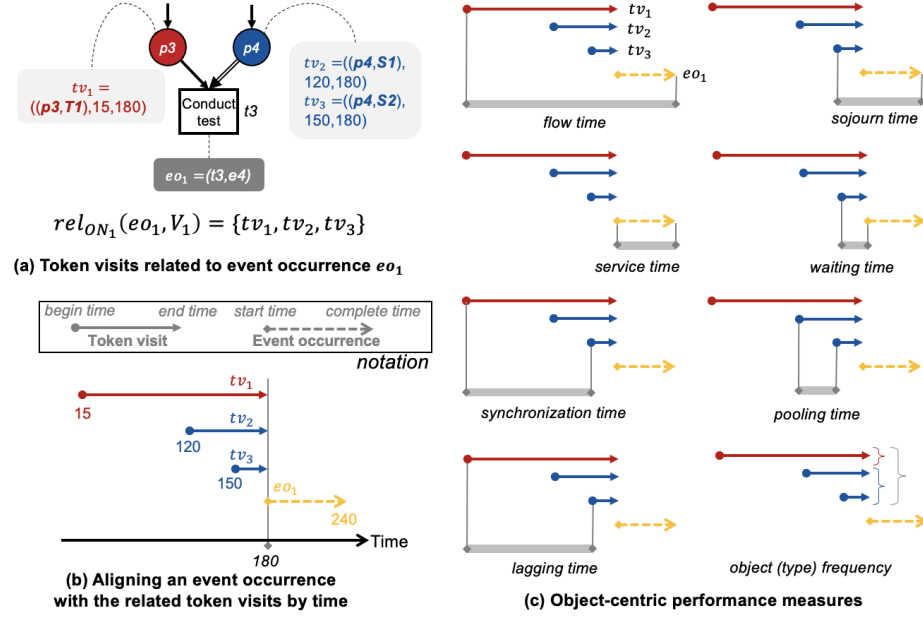 p3
p4
tv₁ =
((p3,T1),15,180)
tv₂ =((p4,S1),
120,180)
tv₃ =((p4,S2),
150,180)
Conduct
test
t3
eo₁ =(t3,e4)
rel_{ON₁}(eo₁,V₁) = {tv₁,tv₂,tv₃}
(a) Token visits related to event occurrence eo₁
begin time
end time
start time
complete time
Token visit
Event occurrence
notation
tv₁
15
tv₂
120
tv₃
150
eo₁
240
Time
180
(b) Aligning an event occurrence
with the related token visits by time
tv₁
tv₂
tv₃
eo₁
flow time
sojourn time
service time
waiting time
synchronization time
pooling time
lagging time
object (type) frequency
(c) Object-centric performance measures